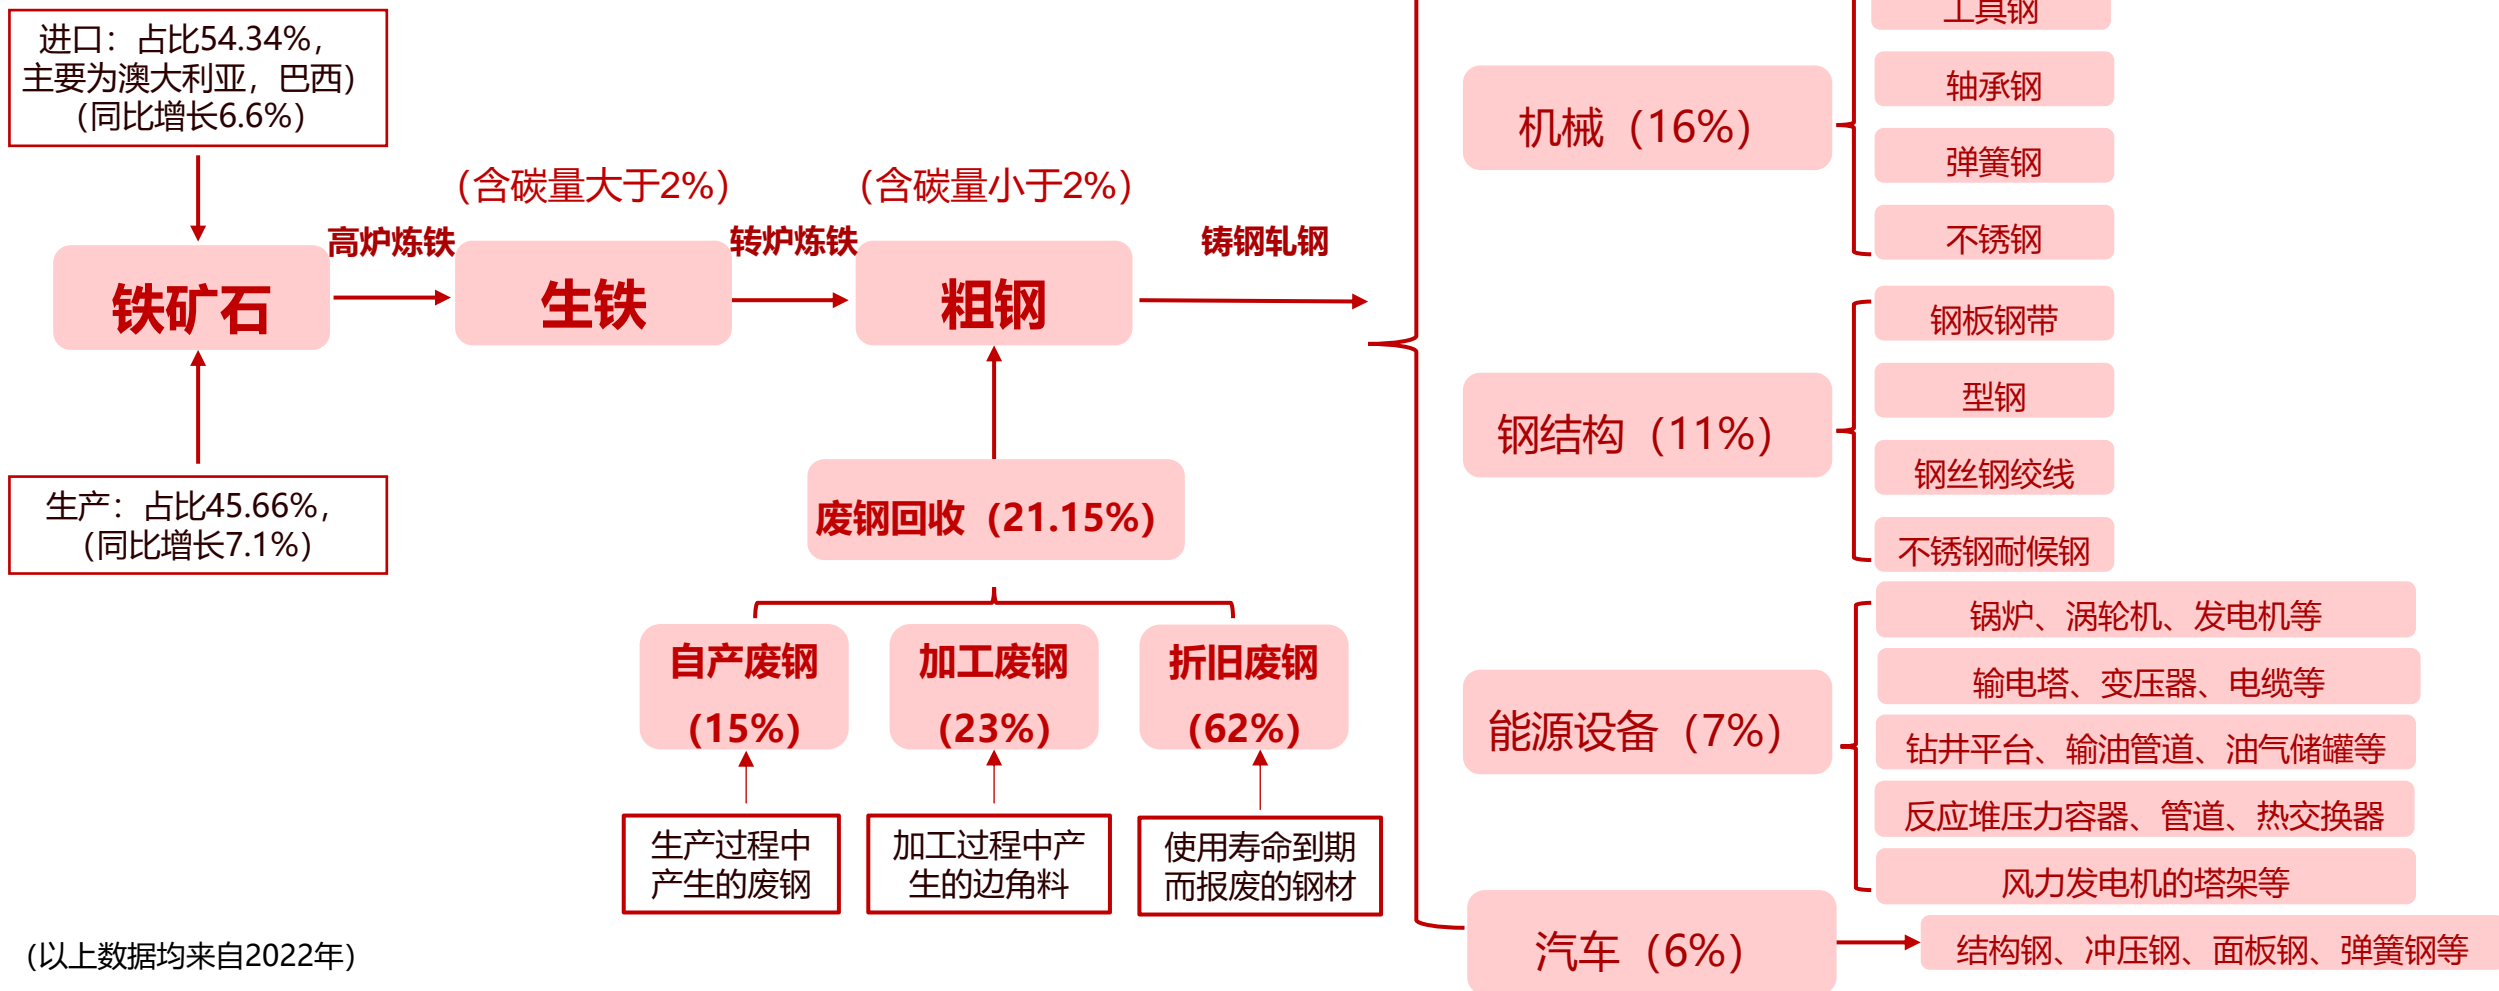 进口：占比54.34%，
主要为澳大利亚，巴西）
（同比增长6.6%）
（含碳量大于2%）
（含碳量小于2%）
高炉炼铁
转炉炼铁
铸钢轧钢
铁矿石
生铁
粗钢
生产：占比45.66%，
（同比增长7.1%）
废钢回收（21.15%）
自产废钢
（15%）
加工废钢
（23%）
折旧废钢
（62%）
生产过程中
产生的废钢
加工过程中产
生的边角料
使用寿命到期
而报废的钢材
（以上数据均来自2022年）
机械（16%）
工具钢
轴承钢
弹簧钢
不锈钢
钢结构（11%）
钢板钢带
型钢
钢丝钢绞线
不锈钢耐候钢
能源设备（7%）
锅炉、涡轮机、发电机等
输电塔、变压器、电缆等
钻井平台、输油管道、油气储罐等
反应堆压力容器、管道、热交换器
风力发电机的塔架等
汽车（6%）
结构钢、冲压钢、面板钢、弹簧钢等